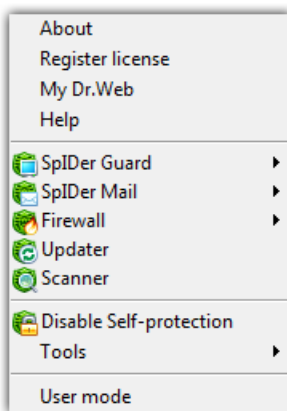 About
Register license
My Dr.Web
Help
SpIDer Guard
SpIDer Mail
Firewall
Updater
Scanner
Disable Self-protection
Tools
User mode